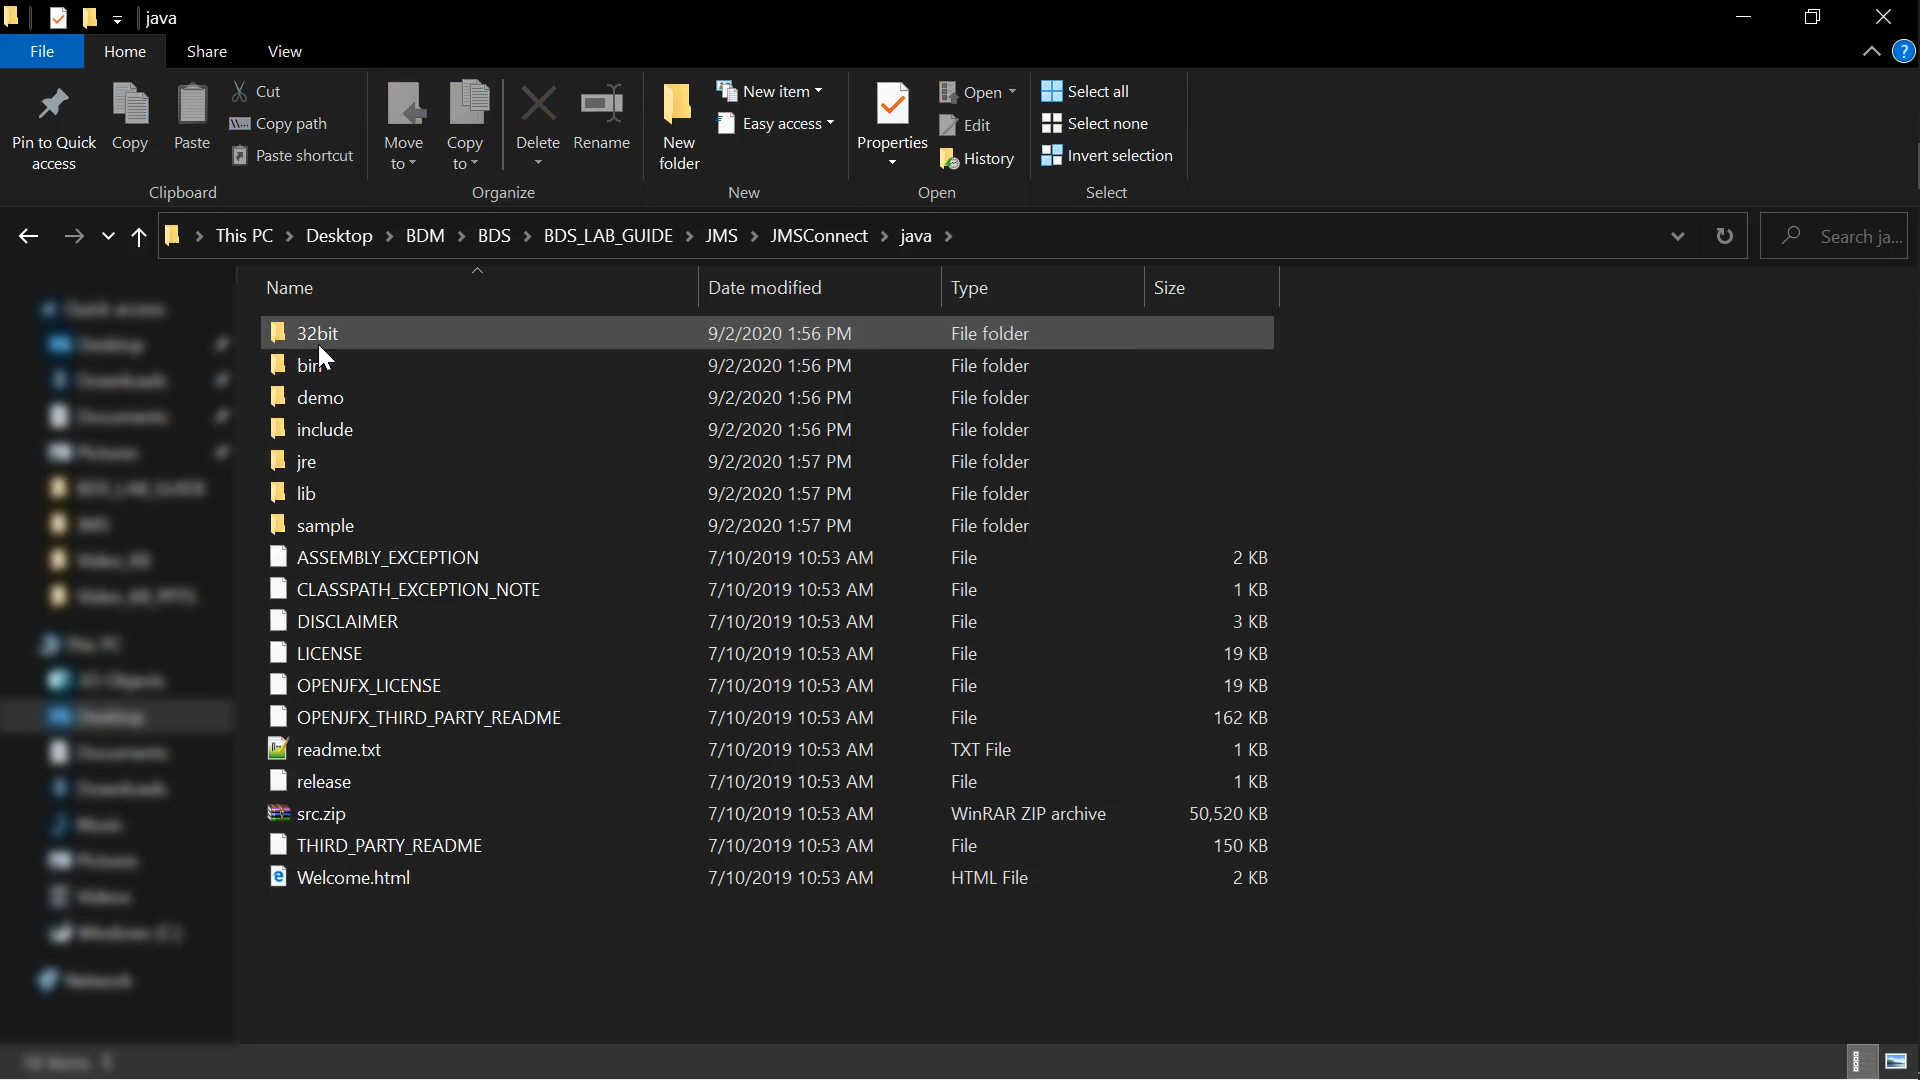 java
File Home Share View
Pin to Quick access
Copy
Paste
Cut
Copy path
Paste shortcut
Clipboard
Move to
Copy to
Delete
Rename
Organize
New folder
New item
Easy access
New
Properties
Open
Edit
History
Open
Select all
Select none
Invert selection
Select
This PC > Desktop > BDM > BDS > BDS_LAB_GUIDE > JMS > JMSConnect > java >
Search ja...
Name Date modified Type Size
32bit 9/2/2020 1:56 PM File folder
bin 9/2/2020 1:56 PM File folder
demo 9/2/2020 1:56 PM File folder
include 9/2/2020 1:56 PM File folder
jre 9/2/2020 1:57 PM File folder
lib 9/2/2020 1:57 PM File folder
sample 9/2/2020 1:57 PM File folder
ASSEMBLY_EXCEPTION 7/10/2019 10:53 AM File 2 KB
CLASSPATH_EXCEPTION_NOTE 7/10/2019 10:53 AM File 1 KB
DISCLAIMER 7/10/2019 10:53 AM File 3 KB
LICENSE 7/10/2019 10:53 AM File 19 KB
OPENJFX_LICENSE 7/10/2019 10:53 AM File 19 KB
OPENJFX_THIRD_PARTY_README 7/10/2019 10:53 AM File 162 KB
readme.txt 7/10/2019 10:53 AM TXT File 1 KB
release 7/10/2019 10:53 AM File 1 KB
src.zip 7/10/2019 10:53 AM WinRAR ZIP archive 50,520 KB
THIRD_PARTY_README 7/10/2019 10:53 AM File 150 KB
Welcome.html 7/10/2019 10:53 AM HTML File 2 KB